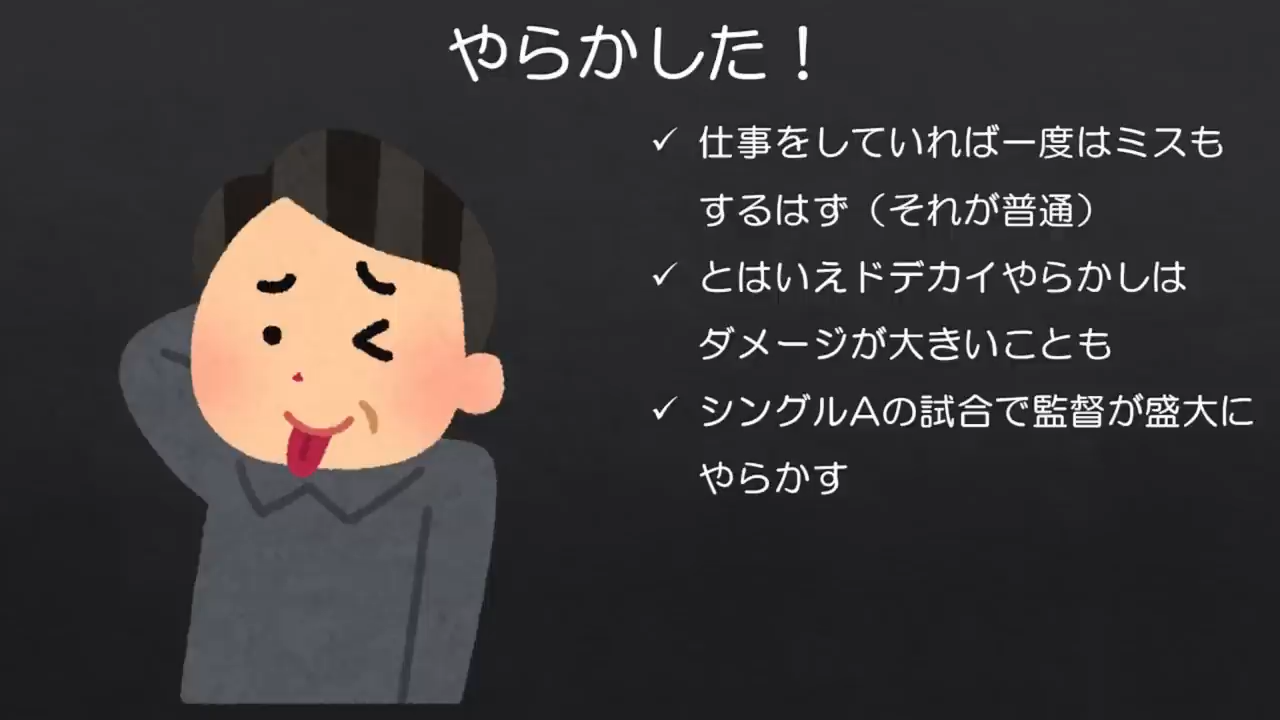 やらかした！
✓ 仕事をしていれば一度はミスも
するはず（それが普通）
✓ とはいえドデカイやらかしは
ダメージが大きいことも
✓ シングルAの試合で監督が盛大に
やらかす